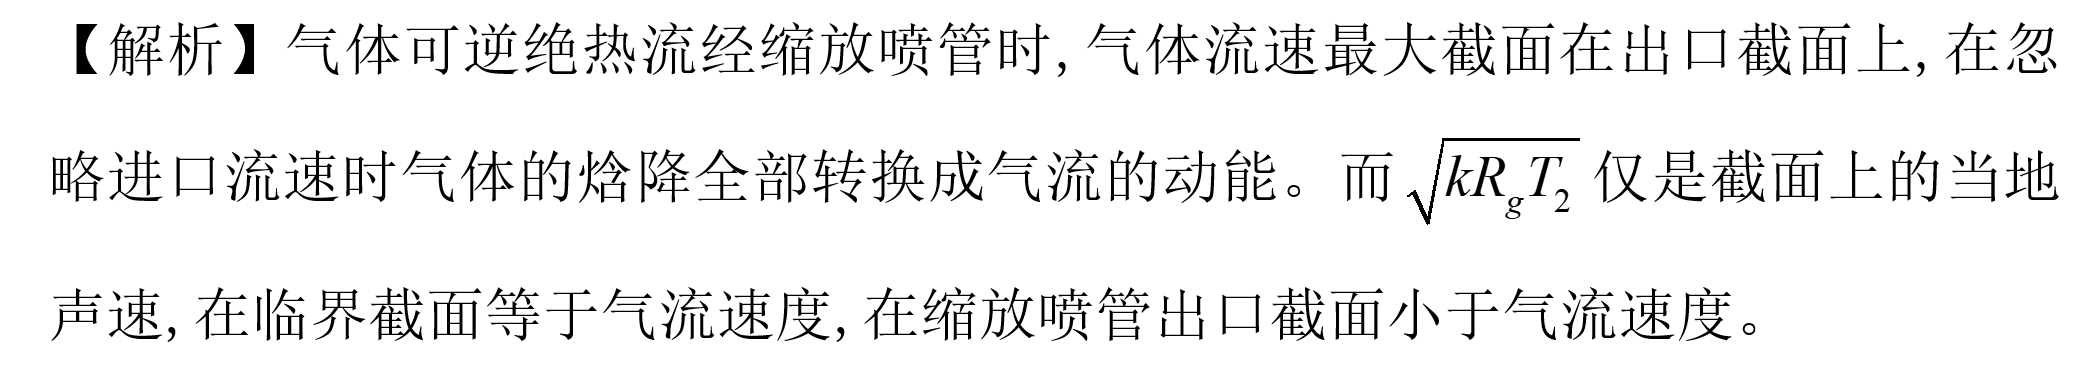 【解析】气体可逆绝热流经缩放喷管时，气体流速最大截面在出口截面上，在忽
略进口流速时气体的焓降全部转换成气流的动能。而√kR_gT_2 仅是截面上的当地
声速，在临界截面等于气流速度，在缩放喷管出口截面小于气流速度。